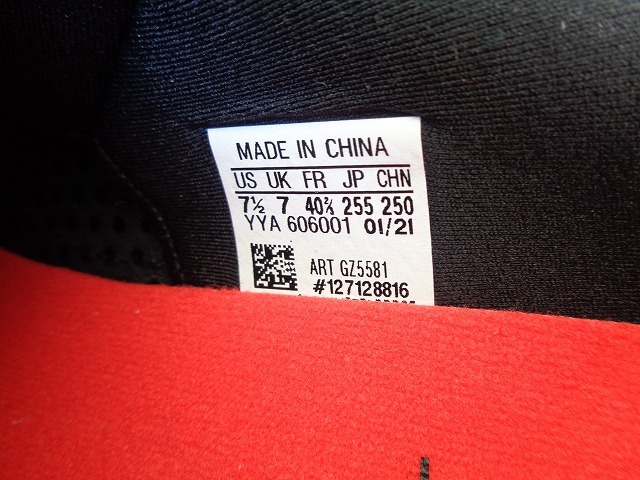 MADE IN CHINA
US UK FR JP CHN
7½ 7 40⅔ 255 250
YYA 606001 01/21
ART GZ5581
#127128816